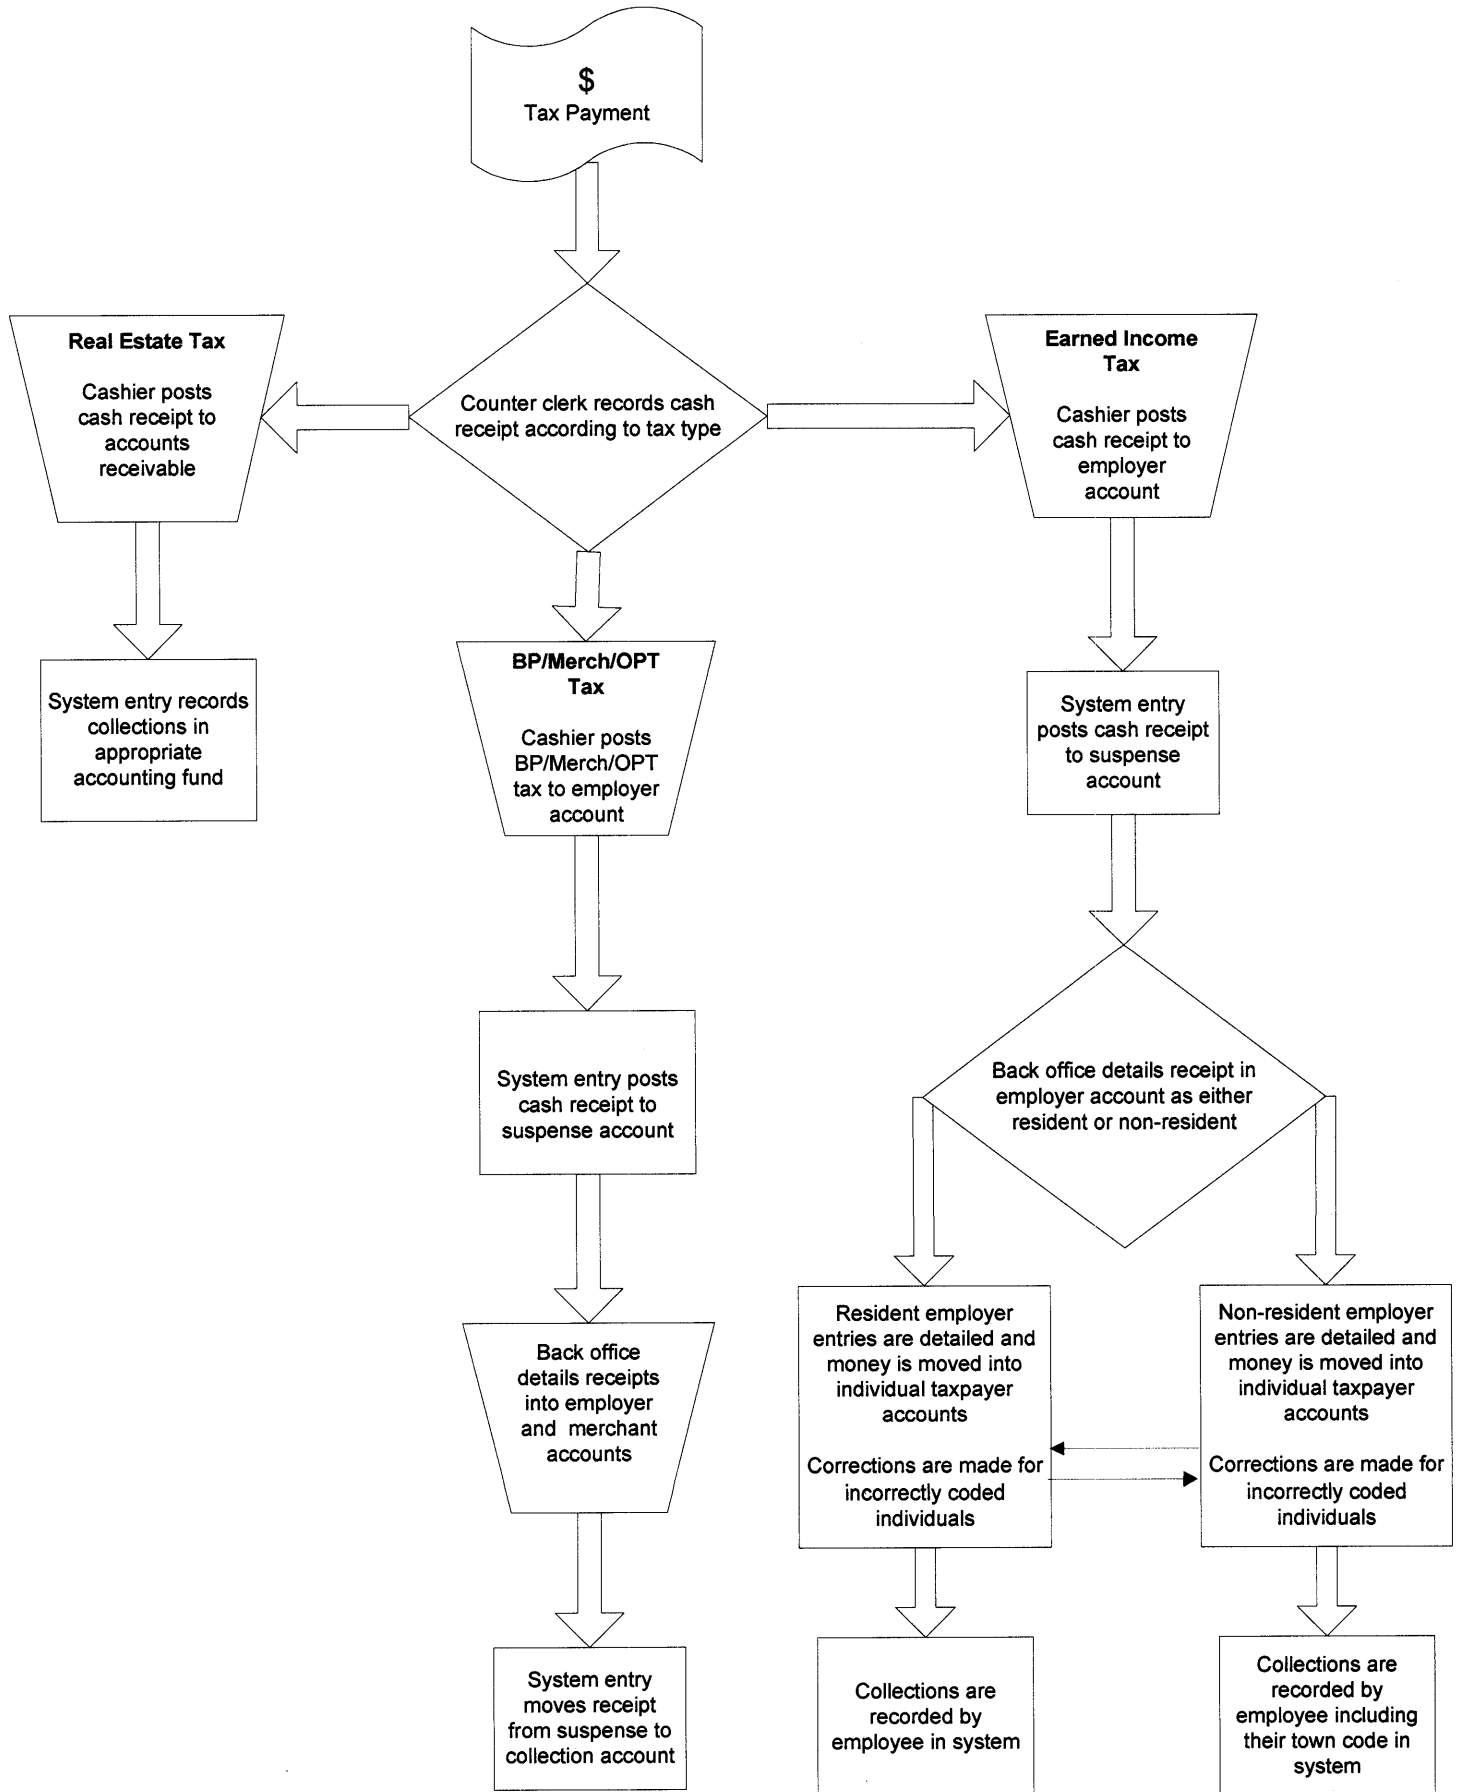 $
Tax Payment
Counter clerk records cash
receipt according to tax type
Real Estate Tax
Cashier posts
cash receipt to
accounts
receivable
System entry records
collections in
appropriate
accounting fund
BP/Merch/OPT
Tax
Cashier posts
BP/Merch/OPT
tax to employer
account
System entry posts
cash receipt to
suspense account
Back office
details receipts
into employer
and merchant
accounts
System entry
moves receipt
from suspense to
collection account
Earned Income
Tax
Cashier posts
cash receipt to
employer
account
System entry
posts cash receipt
to suspense
account
Back office details receipt in
employer account as either
resident or non-resident
Resident employer
entries are detailed and
money is moved into
individual taxpayer
accounts
Corrections are made for
incorrectly coded
individuals
Collections are
recorded by
employee in system
Non-resident employer
entries are detailed and
money is moved into
individual taxpayer
accounts
Corrections are made for
incorrectly coded
individuals
Collections are
recorded by
employee including
their town code in
system